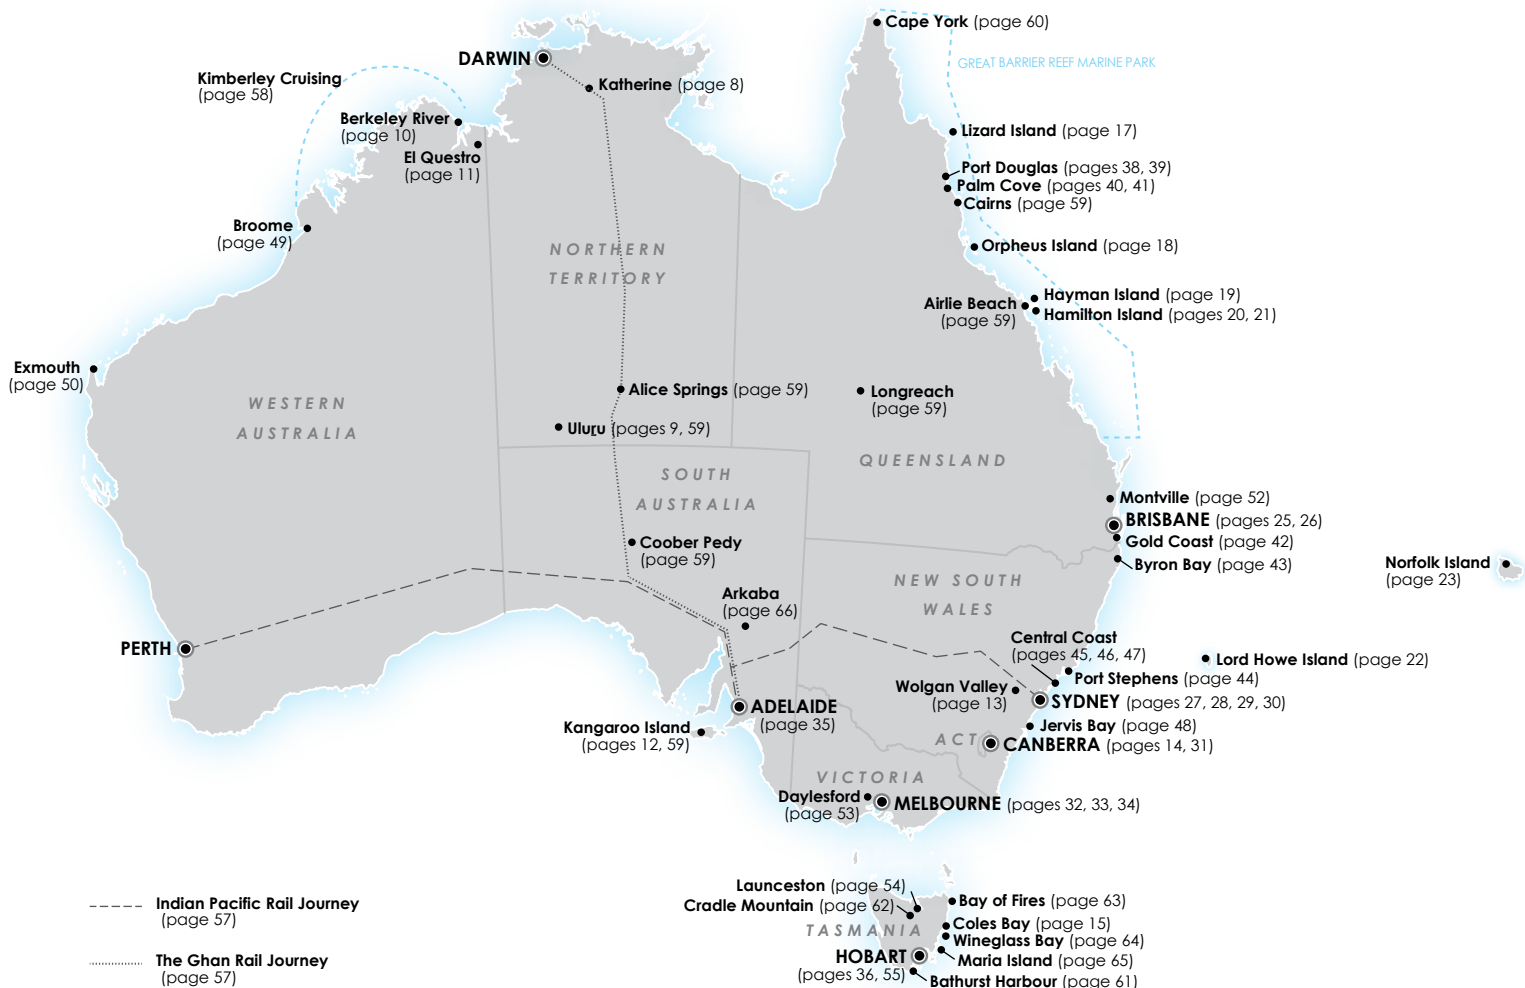 Cape York (page 60)
DARWIN
GREAT BARRIER REEF MARINE PARK
Kimberley Cruising
(page 58)
Katherine (page 8)
Berkeley River
(page 10)
Lizard Island (page 17)
El Questro
(page 11)
Port Douglas (pages 38, 39)
Palm Cove (pages 40, 41)
Cairns (page 59)
Broome
(page 49)
NORTHERN
TERRITORY
Orpheus Island (page 18)
Hayman Island (page 19)
Airlie Beach
(page 59)
Hamilton Island (pages 20, 21)
Exmouth
(page 50)
WESTERN
AUSTRALIA
Alice Springs (page 59)
Longreach
(page 59)
Uluru (pages 9, 59)
SOUTH
AUSTRALIA
QUEENSLAND
Montville (page 52)
BRISBANE (pages 25, 26)
Coober Pedy
(page 59)
Gold Coast (page 42)
Byron Bay (page 43)
Norfolk Island
(page 23)
NEW SOUTH
WALES
Arkaba
(page 66)
PERTH
Central Coast
(pages 45, 46, 47)
Lord Howe Island (page 22)
Port Stephens (page 44)
Wolgan Valley
(page 13)
SYDNEY (pages 27, 28, 29, 30)
ADELAIDE
(page 35)
Kangaroo Island
(pages 12, 59)
Jervis Bay (page 48)
ACT
CANBERRA (pages 14, 31)
VICTORIA
Daylesford
(page 53)
MELBOURNE (pages 32, 33, 34)
Launceston (page 54)
Cradle Mountain (page 62)
Bay of Fires (page 63)
TASMANIA
Coles Bay (page 15)
Wineglass Bay (page 64)
HOBART
(pages 36, 55)
Maria Island (page 65)
Bathurst Harbour (page 61)
Indian Pacific Rail Journey
(page 57)
The Ghan Rail Journey
(page 57)